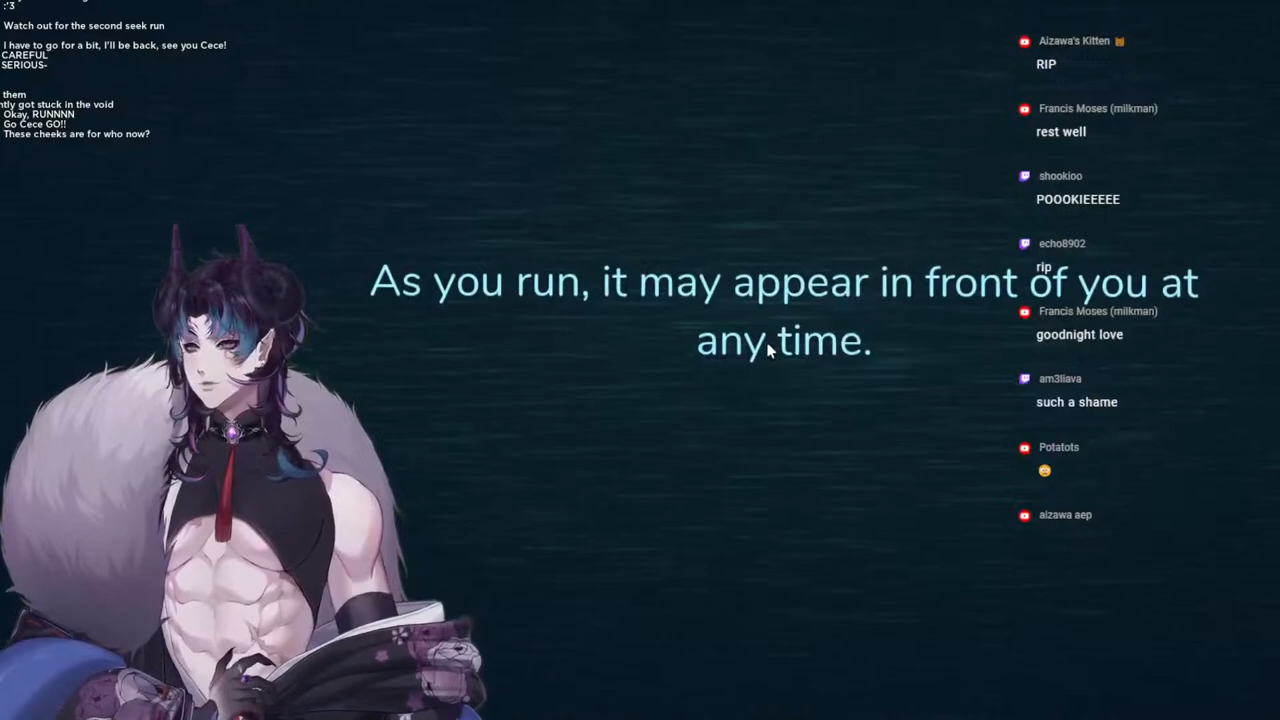 :'3
Watch out for the second seek run
I have to go for a bit, I'll be back, see you Cece!
CAREFUL
SERIOUS-
them
ntly got stuck in the void
Okay, RUNNNN
Go Cece GO!!
These cheeks are for who now?
As you run, it may appear in front of you at
any time.
Aizawa's Kitten
RIP
Francis Moses (milkman)
rest well
shookioo
POOOKIEEEEE
echo8902
rip
Francis Moses (milkman)
goodnight love
am3liava
such a shame
Potatots
aizawa aep